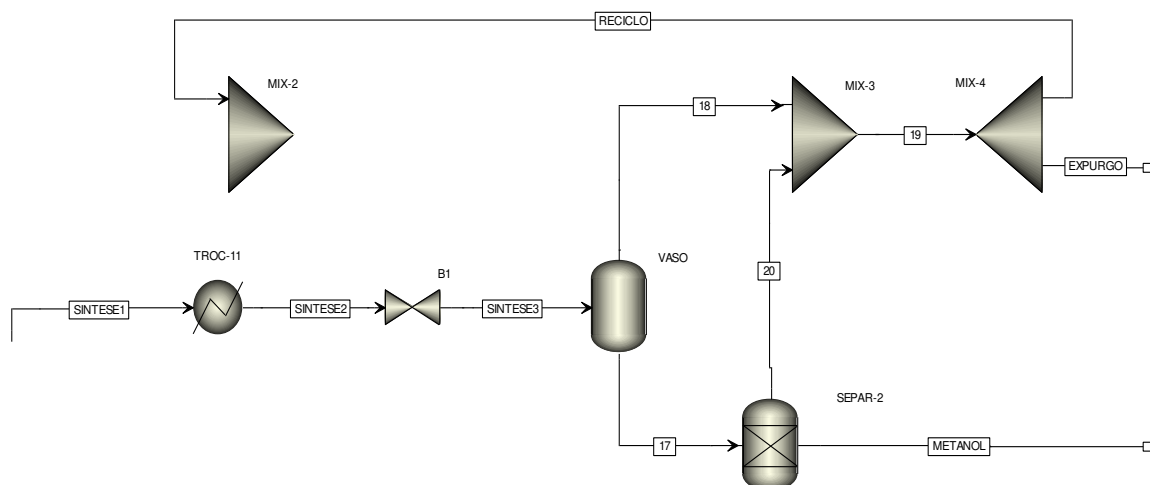 RECICLO
MIX-2
MIX-3
MIX-4
18
19
EXPURGO
TROC-11
B1
VASO
20
SINTESE1
SINTESE2
SINTESE3
SEPAR-2
17
METANOL